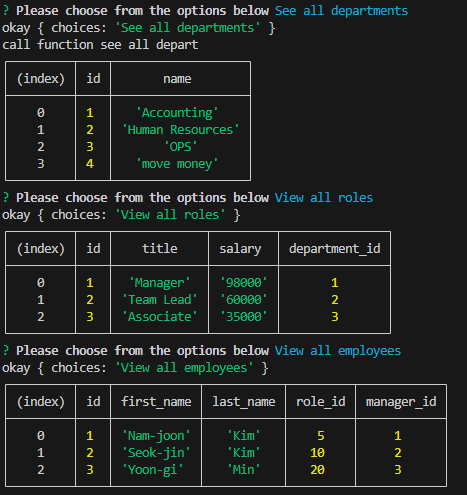 ? Please choose from the options below See all departments
okay { choices: 'See all departments' }
call function see all depart
(index) id name
0 1 'Accounting'
1 2 'Human Resources'
2 3 'OPS'
3 4 'move money'
? Please choose from the options below View all roles
okay { choices: 'View all roles' }
(index) id title salary department_id
0 1 'Manager' '98000' 1
1 2 'Team Lead' '60000' 2
2 3 'Associate' '35000' 3
? Please choose from the options below View all employees
okay { choices: 'View all employees' }
(index) id first_name last_name role_id manager_id
0 1 'Nam-joon' 'Kim' 5 1
1 2 'Seok-jin' 'Kim' 10 2
2 3 'Yoon-gi' 'Min' 20 3